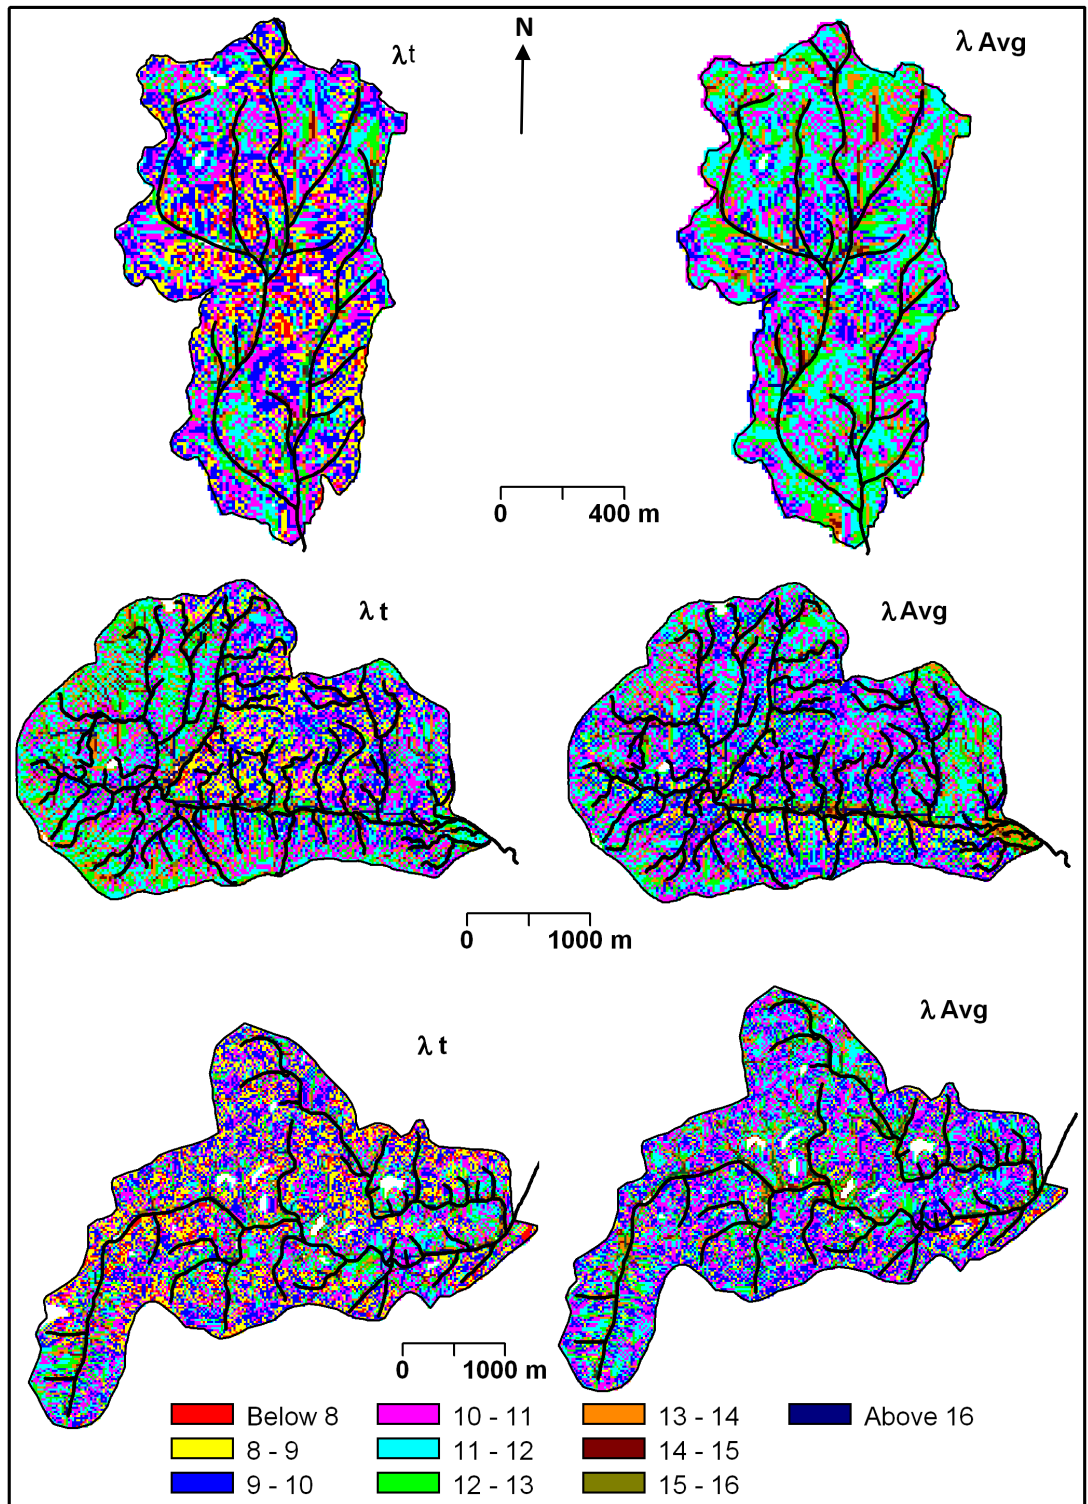 λt
N
λ Avg
0 400 m
λ t
λ Avg
0 1000 m
λ t
λ Avg
0 1000 m
Below 8
10 - 11
13 - 14
Above 16
8 - 9
11 - 12
14 - 15
9 - 10
12 - 13
15 - 16